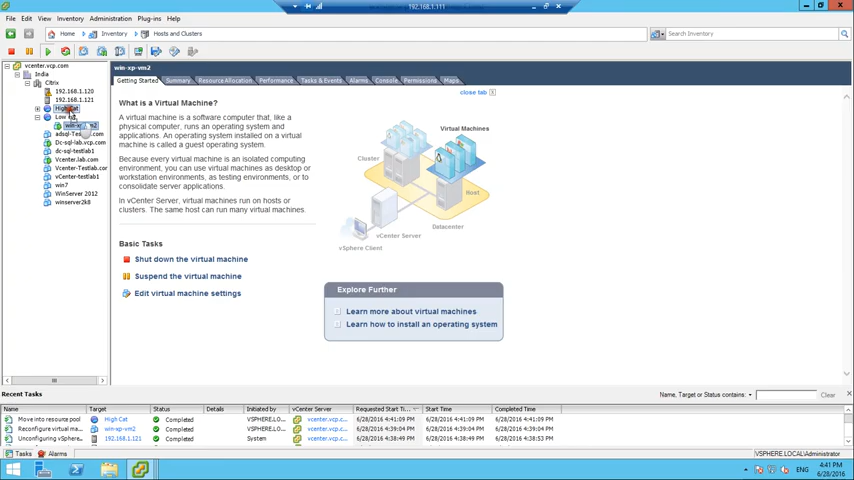 192.168.1.111
File Edit View Inventory Administration Plug-ins Help
Home Inventory Hosts and Clusters
Search Inventory
vcenter.vcp.com
India
Citrix
192.168.1.120
192.168.1.121
High Cat
Low
adsql-Test
.com
Dc-sql-lab.vcp.com
dc-sql-testlab1
Vcenter.lab.com
Vcenter-Testlab.cor
vCenter-testlab1
win7
WinServer 2012
winserver2k8
win-xp-vm2
Getting Started Summary Resource Allocation Performance Tasks & Events Alarms Console Permissions Maps
close tab
What is a Virtual Machine?
A virtual machine is a software computer that, like a
physical computer, runs an operating system and
applications. An operating system installed on a virtual
machine is called a guest operating system.
Because every virtual machine is an isolated computing
environment, you can use virtual machines as desktop or
workstation environments, as testing environments, or to
consolidate server applications.
In vCenter Server, virtual machines run on hosts or
clusters. The same host can run many virtual machines.
Basic Tasks
Shut down the virtual machine
Suspend the virtual machine
Edit virtual machine settings
Virtual Machines
Cluster
Host
Datacenter
vCenter Server
vSphere Client
Explore Further
Learn more about virtual machines
Learn how to install an operating system
Recent Tasks
Name, Target or Status contains: Clear
Name Target Status Details Initiated by vCenter Server Requested Start Ti... Start Time Completed Time
Move into resource pool High Cat Completed VSPHERE.LO... vcenter.vcp.c... 6/28/2016 4:41:09 PM 6/28/2016 4:41:09 PM 6/28/2016 4:41:09 PM
Reconfigure virtual ma... win-xp-vm2 Completed VSPHERE.LO... vcenter.vcp.c... 6/28/2016 4:39:04 PM 6/28/2016 4:39:04 PM 6/28/2016 4:39:04 PM
Unconfiguring vSphere... 192.168.1.121 Completed System vcenter.vcp.c... 6/28/2016 4:38:49 PM 6/28/2016 4:38:49 PM 6/28/2016 4:38:53 PM
Tasks Alarms
VSPHERE.LOCAL\Administrator
ENG
4:41 PM
6/28/2016